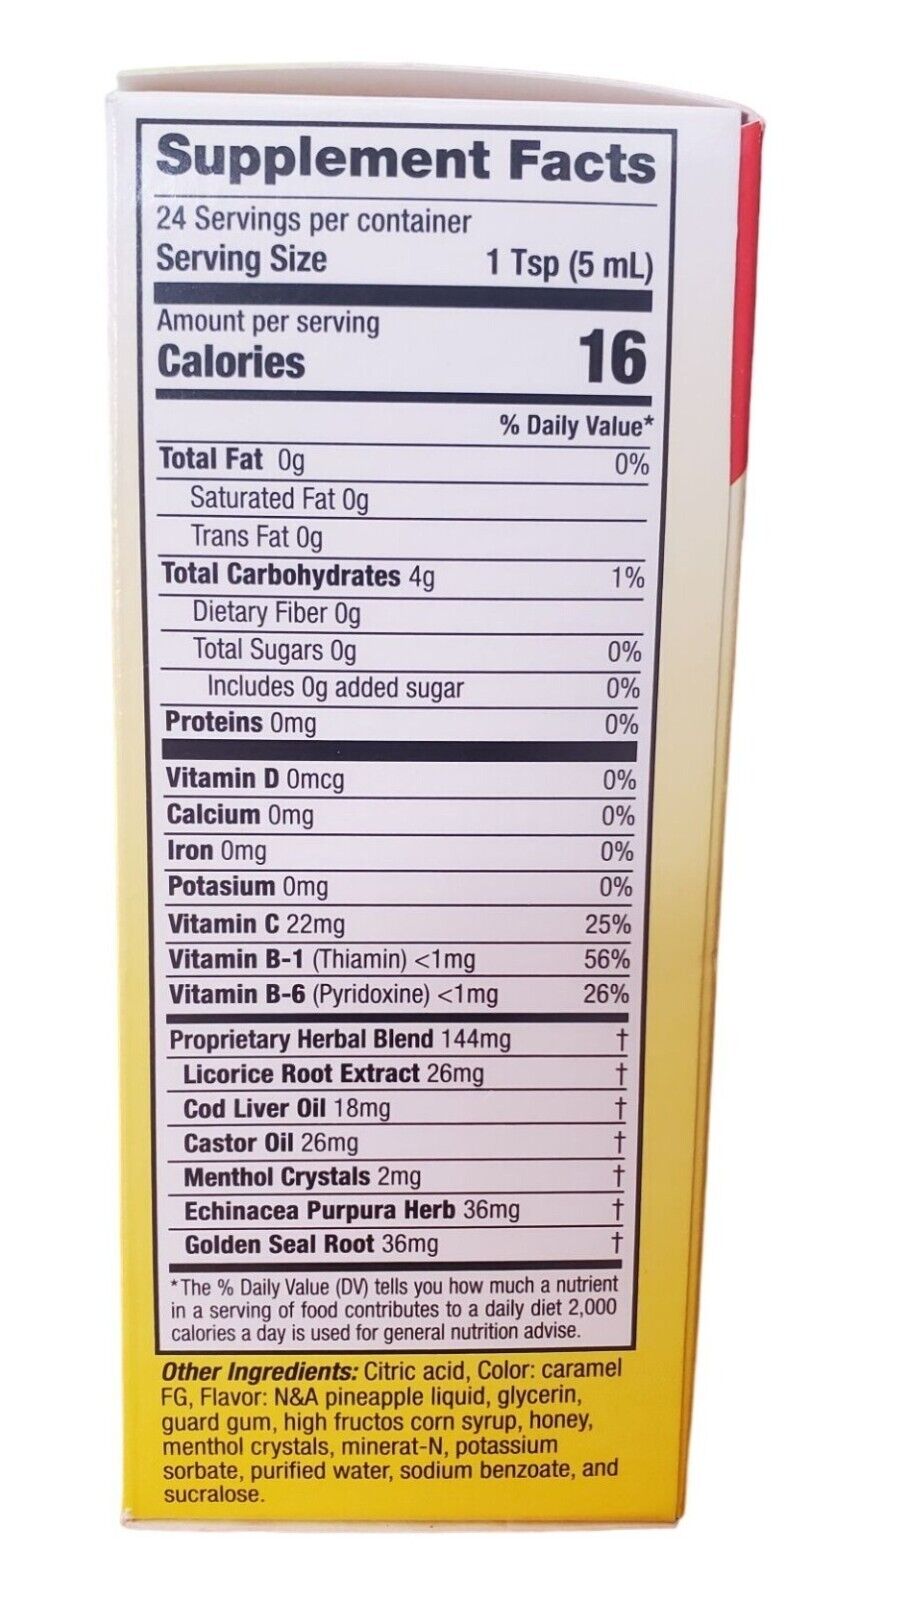 Supplement Facts
24 Servings per container
Serving Size 1 Tsp (5 mL)
Amount per serving
Calories 16
% Daily Value*
Total Fat 0g 0%
Saturated Fat 0g
Trans Fat 0g
Total Carbohydrates 4g 1%
Dietary Fiber 0g
Total Sugars 0g 0%
Includes 0g added sugar 0%
Proteins 0mg 0%
Vitamin D 0mcg 0%
Calcium 0mg 0%
Iron 0mg 0%
Potasium 0mg 0%
Vitamin C 22mg 25%
Vitamin B-1 (Thiamin) <1mg 56%
Vitamin B-6 (Pyridoxine) <1mg 26%
Proprietary Herbal Blend 144mg †
Licorice Root Extract 26mg †
Cod Liver Oil 18mg †
Castor Oil 26mg †
Menthol Crystals 2mg †
Echinacea Purpura Herb 36mg †
Golden Seal Root 36mg †
*The % Daily Value (DV) tells you how much a nutrient
in a serving of food contributes to a daily diet 2,000
calories a day is used for general nutrition advise.
Other Ingredients: Citric acid, Color: caramel
FG, Flavor: N&A pineapple liquid, glycerin,
guard gum, high fructos corn syrup, honey,
menthol crystals, minerat-N, potassium
sorbate, purified water, sodium benzoate, and
sucralose.